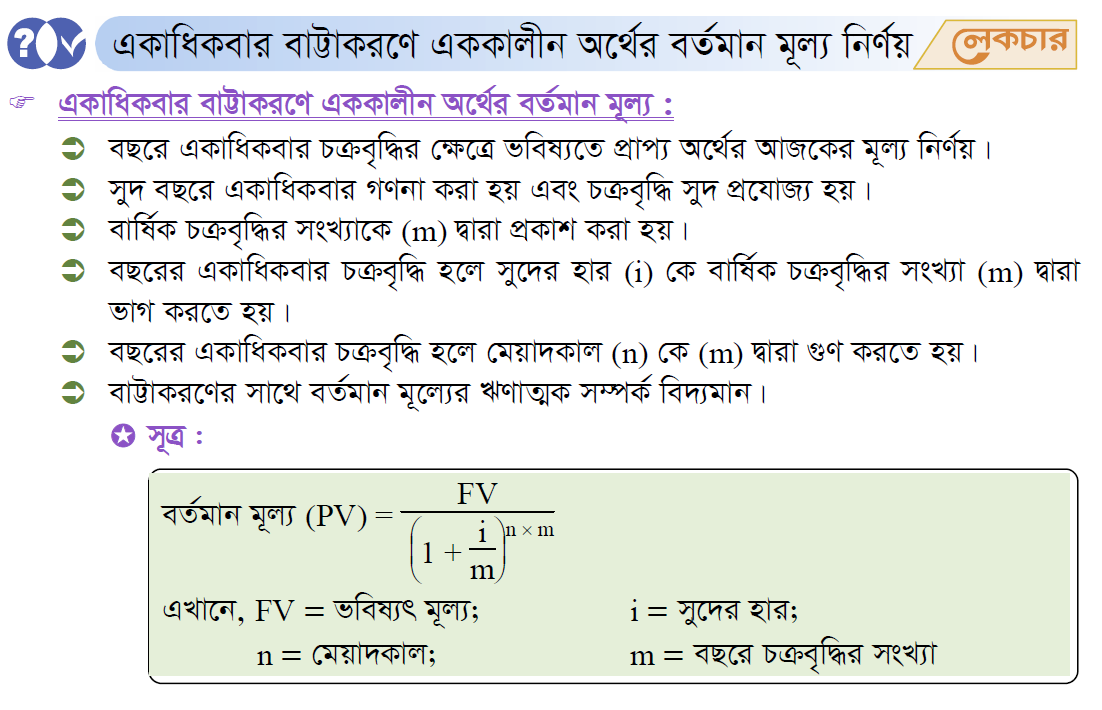 একাধিকবার বাট্টাকরণে এককালীন অর্থের বর্তমান মূল্য নির্ণয় লেকচার
☞ একাধিকবার বাট্টাকরণে এককালীন অর্থের বর্তমান মূল্য :
➲ বছরে একাধিকবার চক্রবৃদ্ধির ক্ষেত্রে ভবিষ্যতে প্রাপ্য অর্থের আজকের মূল্য নির্ণয়।
➲ সুদ বছরে একাধিকবার গণনা করা হয় এবং চক্রবৃদ্ধি সুদ প্রযোজ্য হয়।
➲ বার্ষিক চক্রবৃদ্ধির সংখ্যাকে (m) দ্বারা প্রকাশ করা হয়।
➲ বছরের একাধিকবার চক্রবৃদ্ধি হলে সুদের হার (i) কে বার্ষিক চক্রবৃদ্ধির সংখ্যা (m) দ্বারা
ভাগ করতে হয়।
➲ বছরের একাধিকবার চক্রবৃদ্ধি হলে মেয়াদকাল (n) কে (m) দ্বারা গুণ করতে হয়।
➲ বাট্টাকরণের সাথে বর্তমান মূল্যের ঋণাত্মক সম্পর্ক বিদ্যমান।
✪ সূত্র :
বর্তমান মূল্য (PV) = FV / (1 + i/m)^(n × m)
এখানে, FV = ভবিষ্যৎ মূল্য; i = সুদের হার;
n = মেয়াদকাল; m = বছরে চক্রবৃদ্ধির সংখ্যা